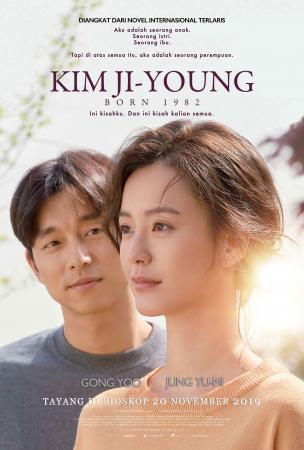 DIANGKAT DARI NOVEL INTERNASIONAL TERLARIS
Aku adalah seorang anak.
Seorang istri.
Seorang ibu.
Tapi di atas semua itu, aku adalah seorang perempuan.
KIM JI-YOUNG
BORN 1982
Ini kisahku. Dan ini kisah kalian semua.
GONG YOO JUNG YU-MI
TAYANG DI BIOSKOP 20 NOVEMBER 2019